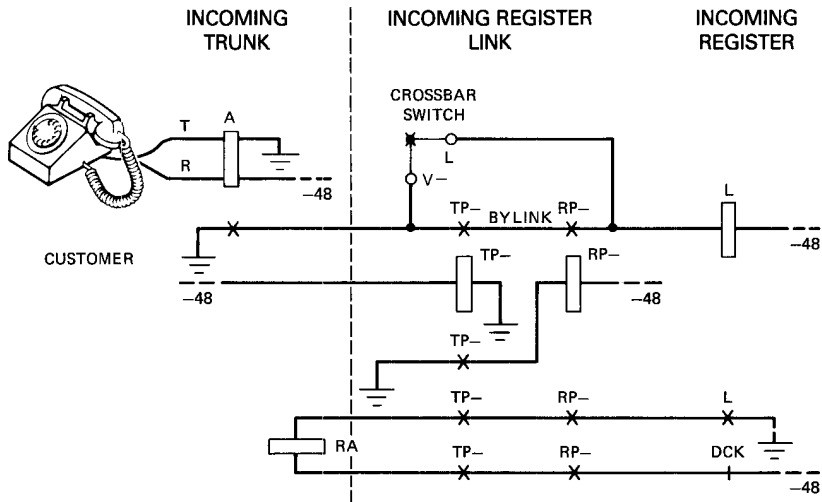 INCOMING
TRUNK
INCOMING REGISTER
LINK
INCOMING
REGISTER
CROSSBAR
SWITCH
T
A
L
R
V–
–48
TP–
BYLINK
RP–
L
–48
CUSTOMER
TP–
RP–
–48
–48
TP–
TP–
RP–
L
RA
TP–
RP–
DCK
–48